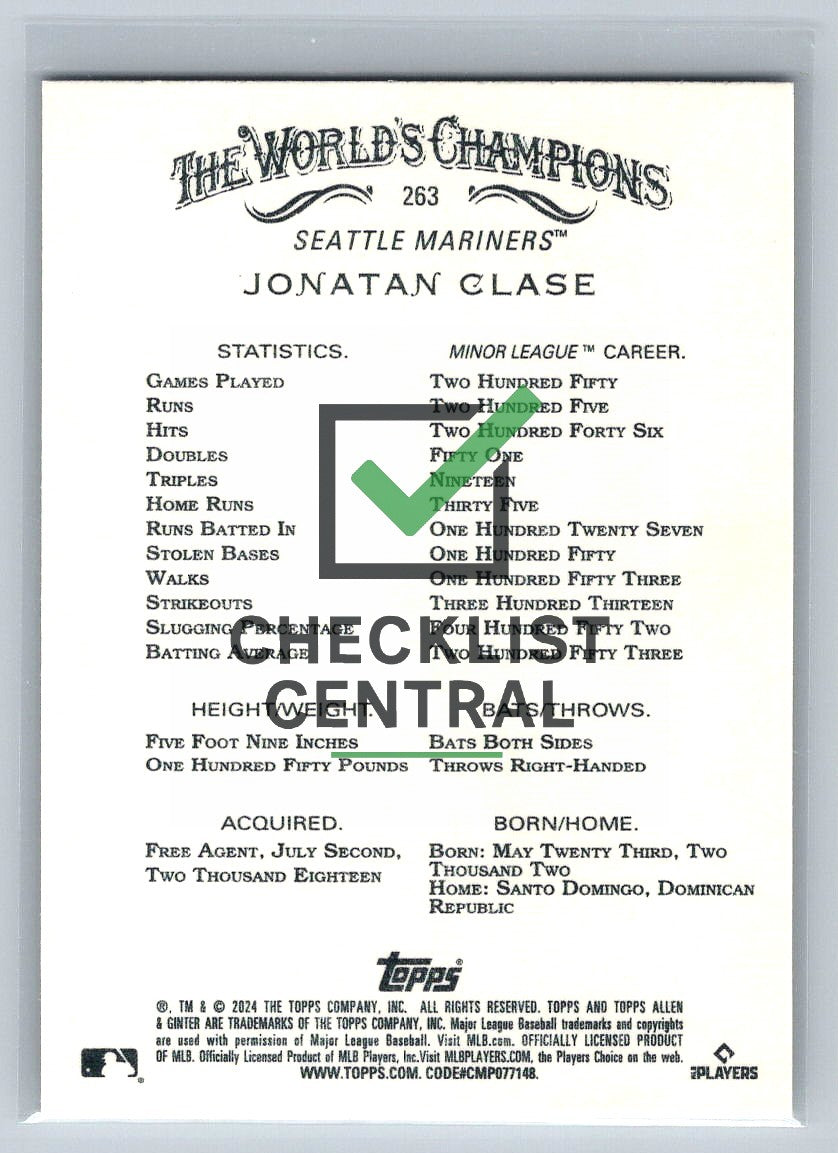 THE WORLD'S CHAMPIONS
263
SEATTLE MARINERS™
JONATAN CLASE
STATISTICS. MINOR LEAGUE™ CAREER.
GAMES PLAYED TWO HUNDRED FIFTY
RUNS TWO HUNDRED FIVE
HITS TWO HUNDRED FORTY SIX
DOUBLES FIFTY ONE
TRIPLES NINETEEN
HOME RUNS THIRTY FIVE
RUNS BATTED IN ONE HUNDRED TWENTY SEVEN
STOLEN BASES ONE HUNDRED FIFTY
WALKS ONE HUNDRED FIFTY THREE
STRIKEOUTS THREE HUNDRED THIRTEEN
SLUGGING PERCENTAGE FOUR HUNDRED FIFTY TWO
BATTING AVERAGE TWO HUNDRED FIFTY THREE
CHECKLIST
CENTRAL
HEIGHT/WEIGHT. BATS/THROWS.
FIVE FOOT NINE INCHES BATS BOTH SIDES
ONE HUNDRED FIFTY POUNDS THROWS RIGHT-HANDED
ACQUIRED.
FREE AGENT, JULY SECOND,
TWO THOUSAND EIGHTEEN
BORN/HOME.
BORN: MAY TWENTY THIRD, TWO
THOUSAND TWO
HOME: SANTO DOMINGO, DOMINICAN
REPUBLIC
topps®
®, TM & © 2024 THE TOPPS COMPANY, INC. ALL RIGHTS RESERVED. TOPPS AND TOPPS ALLEN
& GINTER ARE TRADEMARKS OF THE TOPPS COMPANY, INC. Major League Baseball trademarks and copyrights
are used with permission of Major League Baseball. Visit MLB.com. OFFICIALLY LICENSED PRODUCT
OF MLB. Officially Licensed Product of MLB Players, Inc.Visit MLBPLAYERS.COM, the Players Choice on the web.
WWW.TOPPS.COM. CODE#CMP077148.
PLAYERS